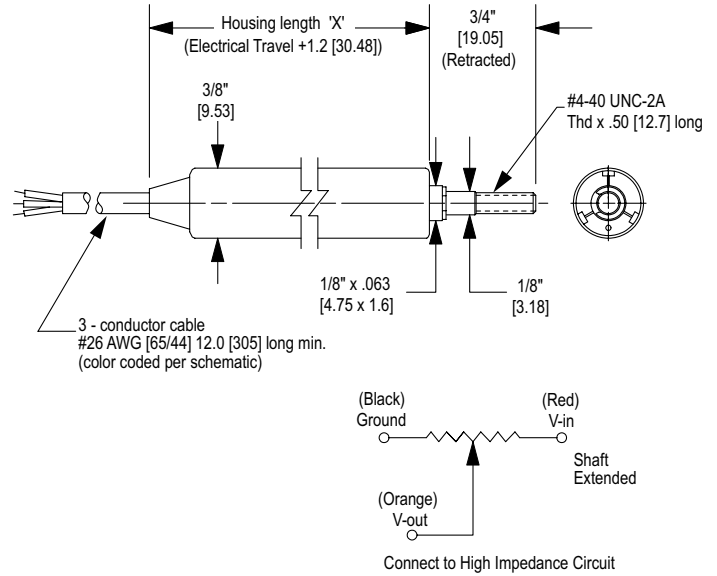 Housing length 'X'
(Electrical Travel +1.2 [30.48])
3/4"
[19.05]
(Retracted)
3/8"
[9.53]
#4-40 UNC-2A
Thd x .50 [12.7] long
1/8" x .063
[4.75 x 1.6]
1/8"
[3.18]
3 - conductor cable
#26 AWG [65/44] 12.0 [305] long min.
(color coded per schematic)
(Black)
Ground
(Red)
V-in
Shaft
Extended
(Orange)
V-out
Connect to High Impedance Circuit